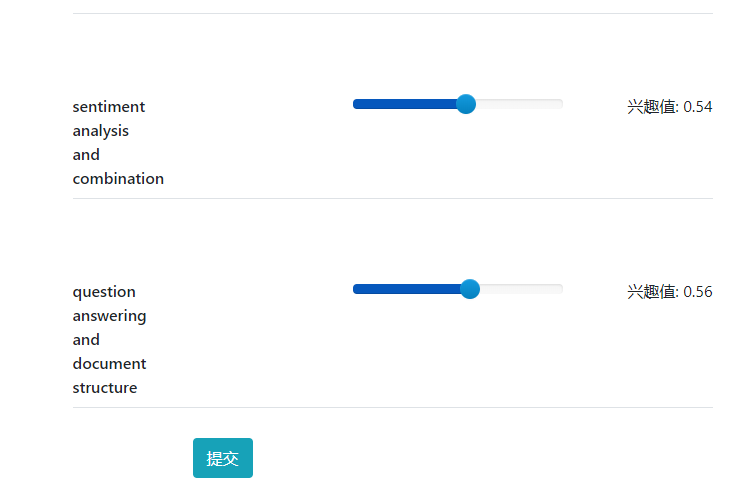 sentiment
analysis
and
combination
兴趣值: 0.54
question
answering
and
document
structure
兴趣值: 0.56
提交